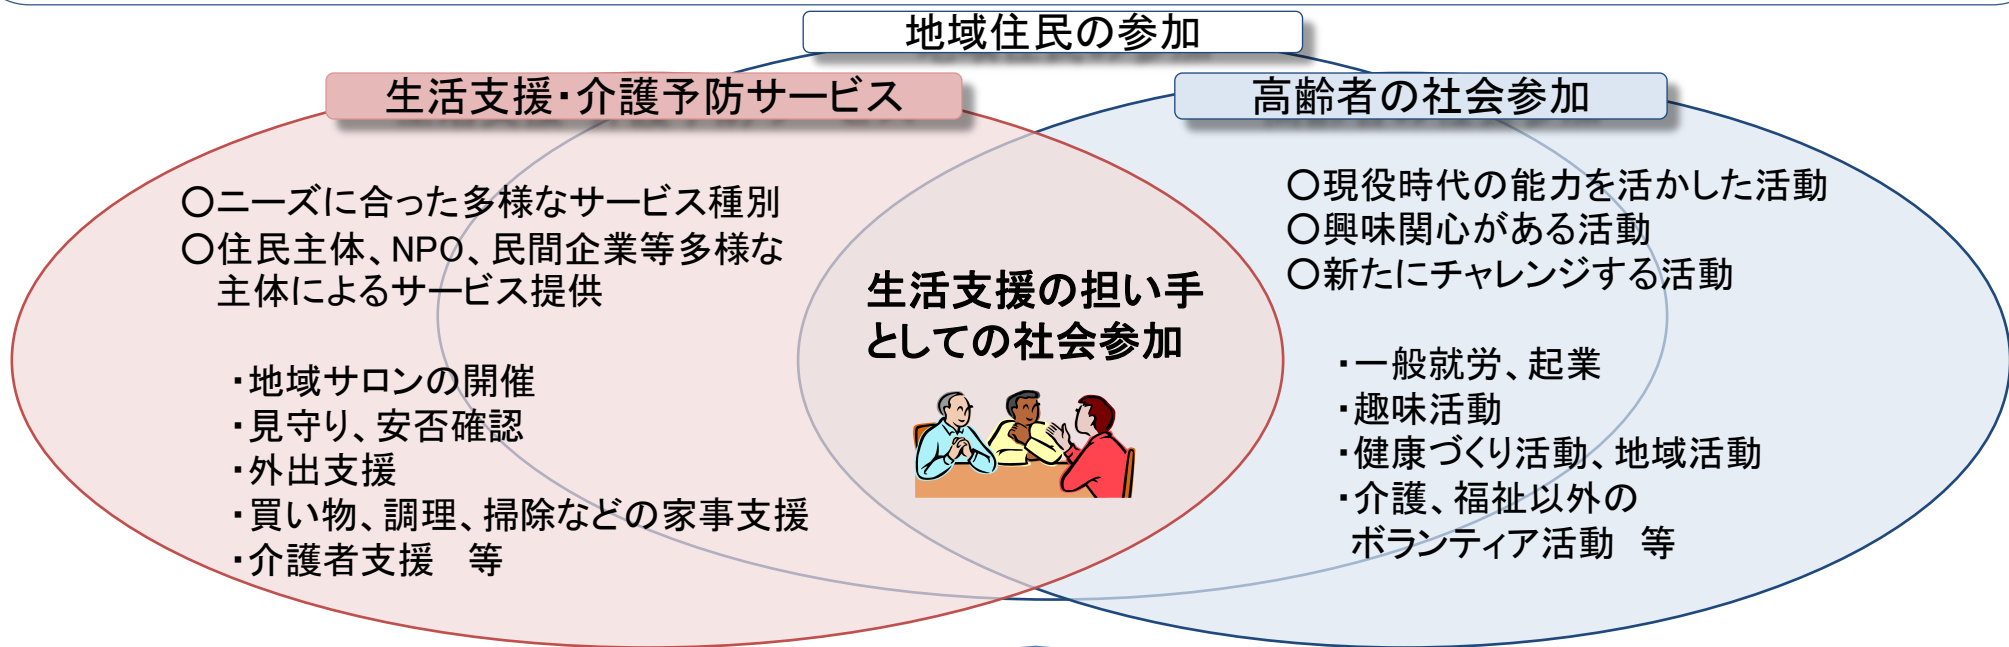 地域住民の参加
生活支援・介護予防サービス
○ニーズに合った多様なサービス種別
○住民主体、NPO、民間企業等多様な
主体によるサービス提供
・地域サロンの開催
・見守り、安否確認
・外出支援
・買い物、調理、掃除などの家事支援
・介護者支援　等
生活支援の担い手
としての社会参加
高齢者の社会参加
○現役時代の能力を活かした活動
○興味関心がある活動
○新たにチャレンジする活動
・一般就労、起業
・趣味活動
・健康づくり活動、地域活動
・介護、福祉以外の
ボランティア活動　等